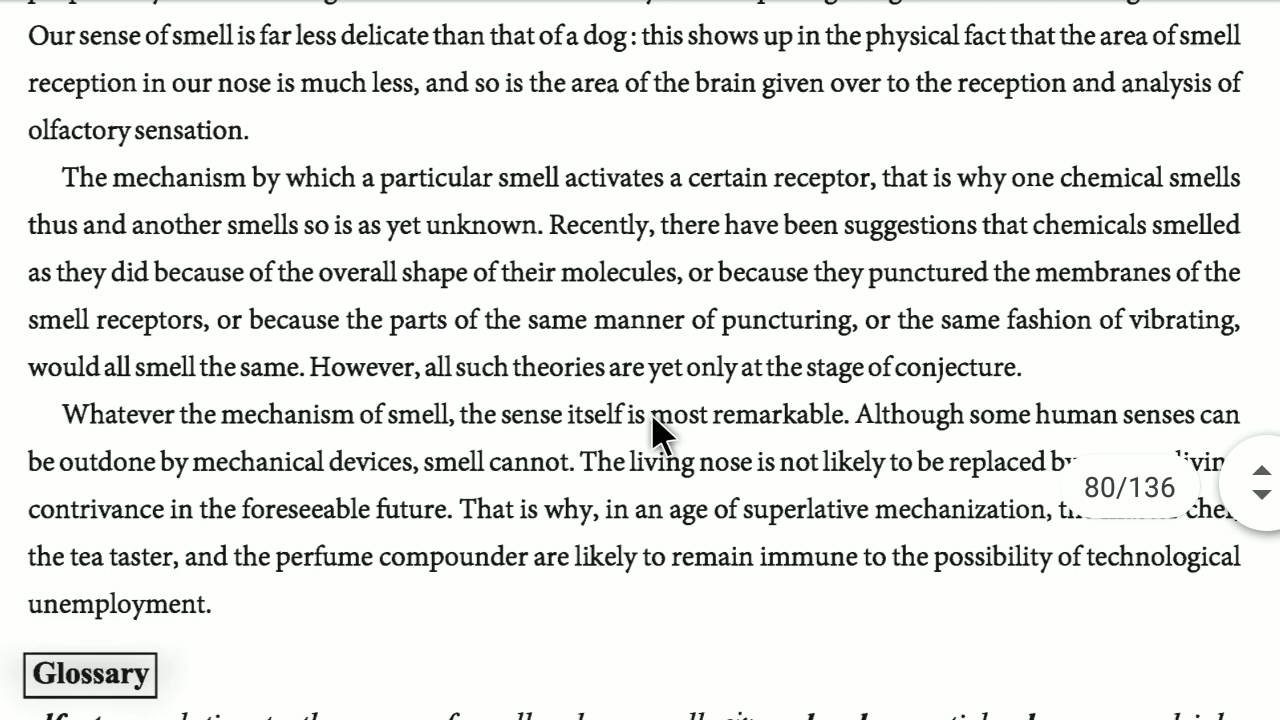 Our sense of smell is far less delicate than that of a dog : this shows up in the physical fact that the area of smell
reception in our nose is much less, and so is the area of the brain given over to the reception and analysis of
olfactory sensation.
The mechanism by which a particular smell activates a certain receptor, that is why one chemical smells
thus and another smells so is as yet unknown. Recently, there have been suggestions that chemicals smelled
as they did because of the overall shape of their molecules, or because they punctured the membranes of the
smell receptors, or because the parts of the same manner of puncturing, or the same fashion of vibrating,
would all smell the same. However, all such theories are yet only at the stage of conjecture.
Whatever the mechanism of smell, the sense itself is most remarkable. Although some human senses can
be outdone by mechanical devices, smell cannot. The living nose is not likely to be replaced by
contrivance in the foreseeable future. That is why, in an age of superlative mechanization,
80/136
the tea taster, and the perfume compounder are likely to remain immune to the possibility of technological
unemployment.
Glossary